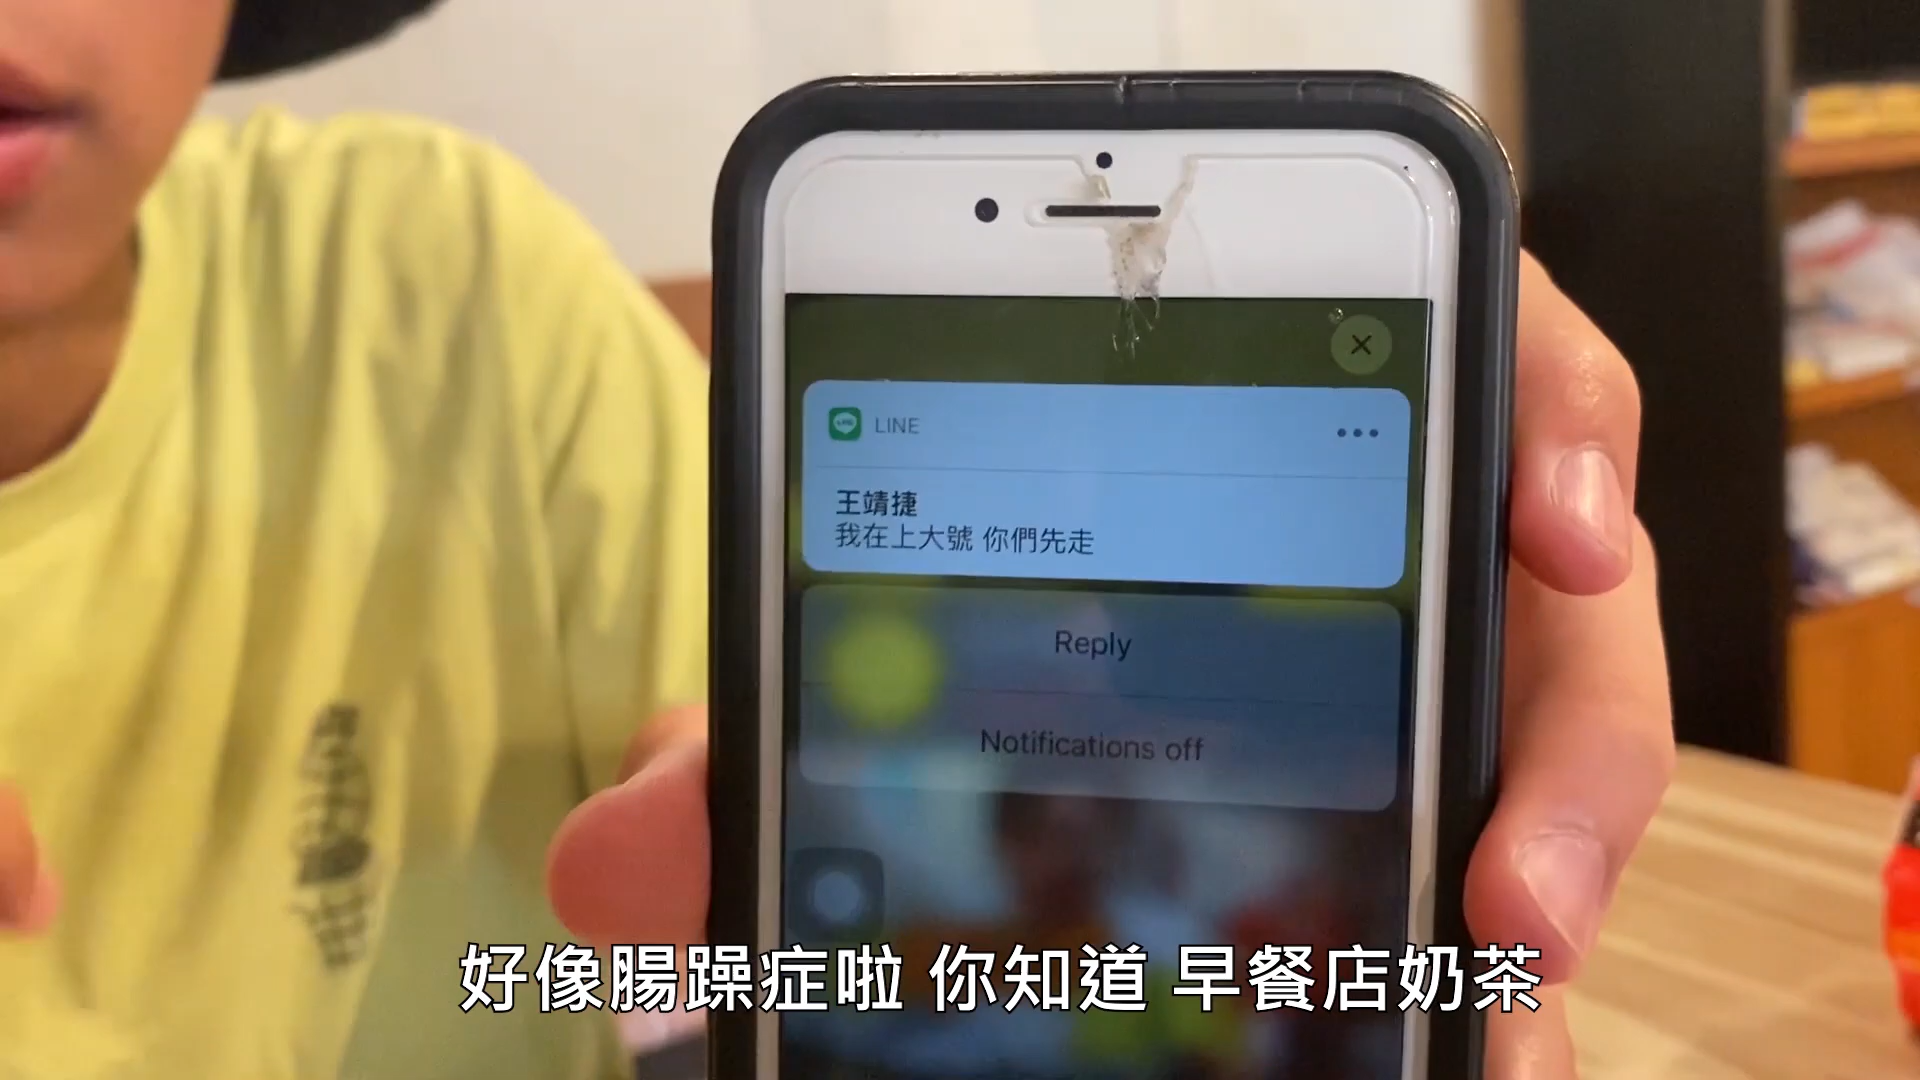 LINE
王靖捷
我在上大號 你們先走
Reply
Notifications off
好像腸躁症啦 你知道 早餐店奶茶